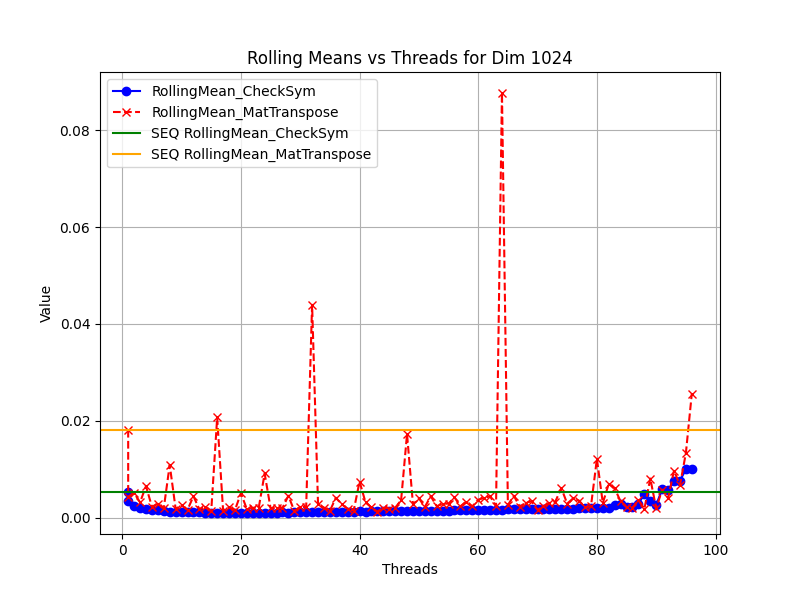 Rolling Means vs Threads for Dim 1024
RollingMean_CheckSym
RollingMean_MatTranspose
SEQ RollingMean_CheckSym
SEQ RollingMean_MatTranspose
0.08
0.06
0.04
0.02
0.00
Value
0 20 40 60 80 100
Threads